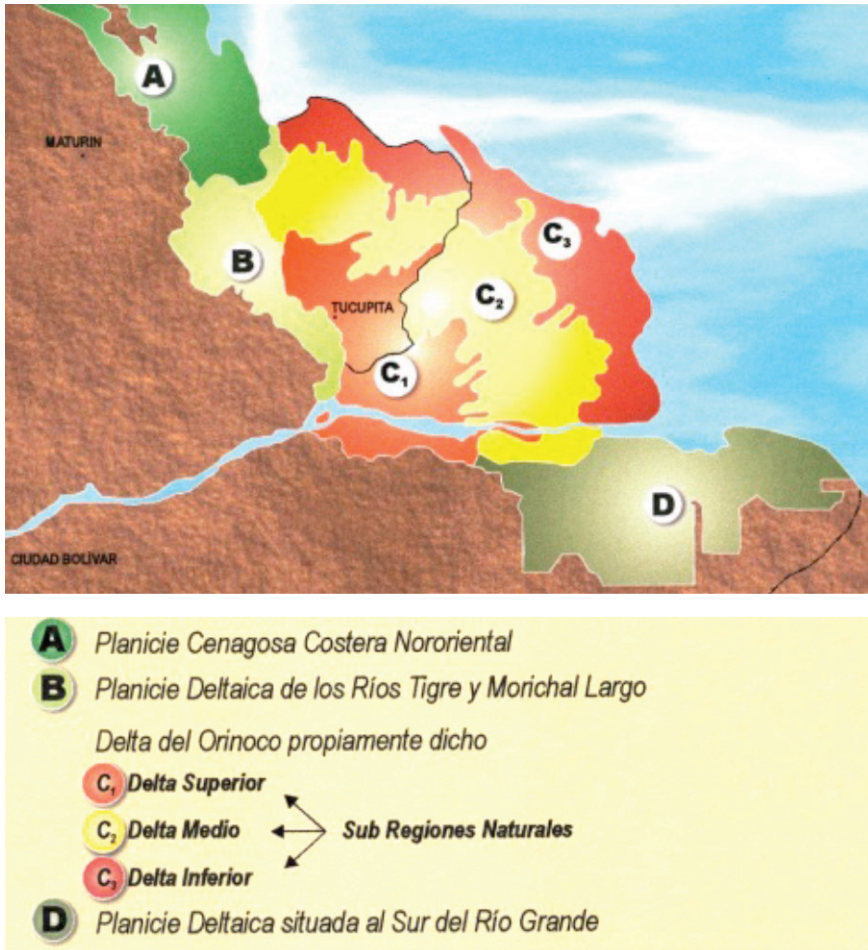 A
MATURIN
B
C3
C2
TUCUPITA
C1
D
CIUDAD BOLÍVAR
A Planicie Cenagosa Costera Nororiental
B Planicie Deltaica de los Ríos Tigre y Morichal Largo
Delta del Orinoco propiamente dicho
C1 Delta Superior
C2 Delta Medio Sub Regiones Naturales
C3 Delta Inferior
D Planicie Deltaica situada al Sur del Río Grande